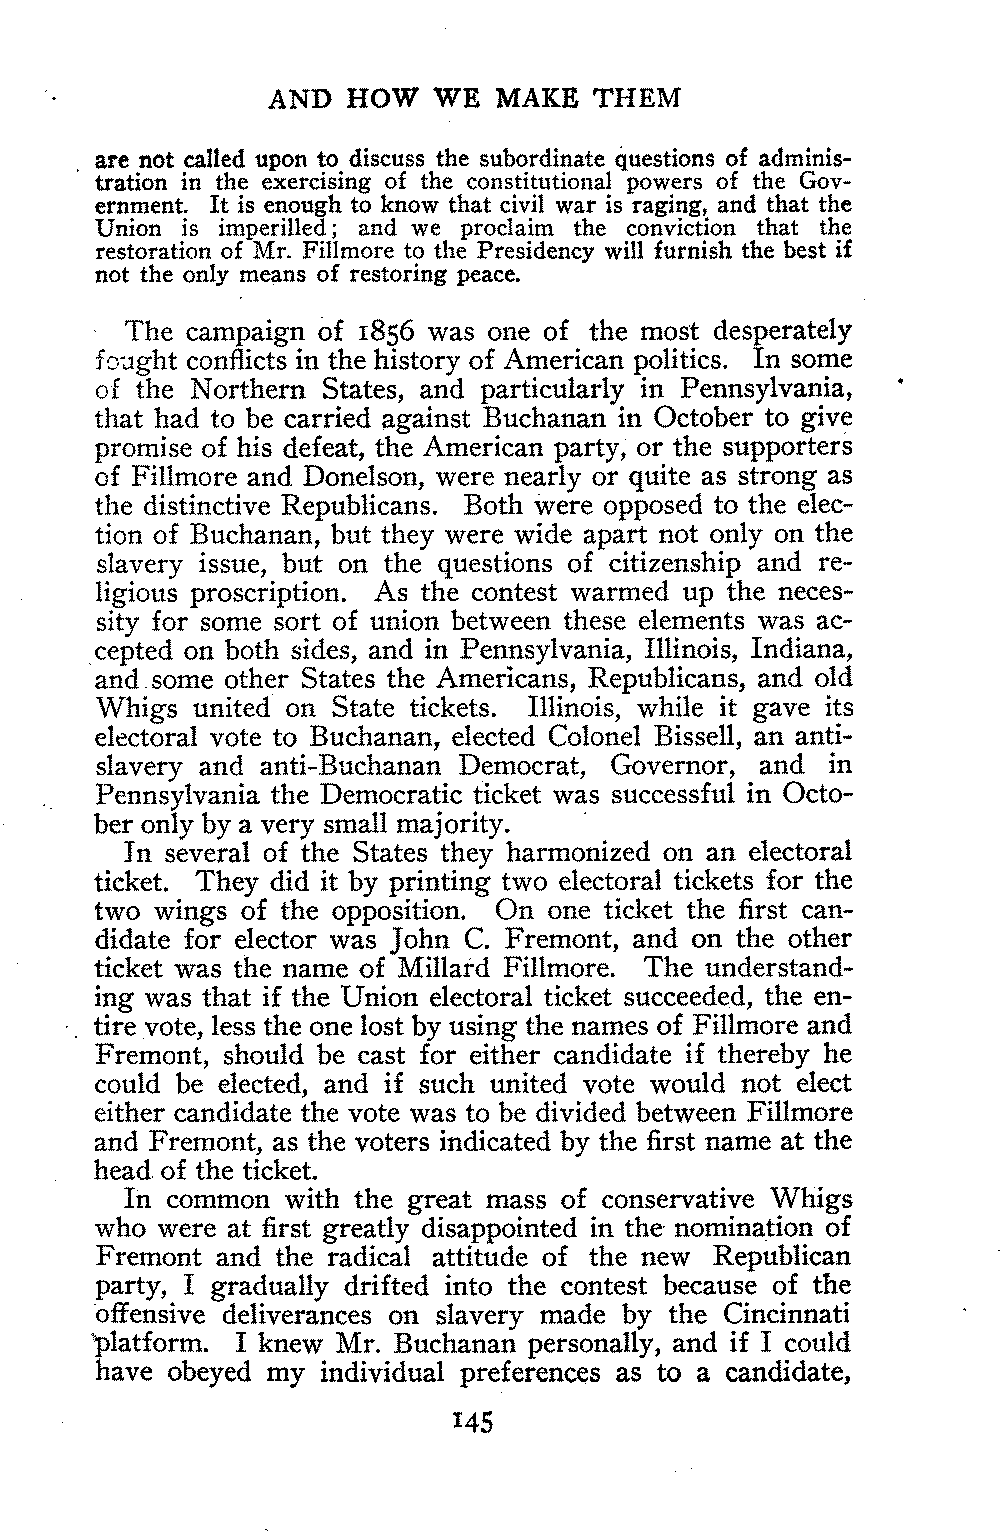 AND HOW WE MAKE THEM
are not called upon to discuss the subordinate questions of adminis-
tration in the exercising of the constitutional powers of the Gov-
ernment. It is enough to know that civil war is raging, and that the
Union is imperilled; and we proclaim the conviction that the
restoration of Mr. Fillmore to the Presidency will furnish the best if
not the only means of restoring peace.
The campaign of 1856 was one of the most desperately
fought conflicts in the history of American politics. In some
of the Northern States, and particularly in Pennsylvania,
that had to be carried against Buchanan in October to give
promise of his defeat, the American party, or the supporters
of Fillmore and Donelson, were nearly or quite as strong as
the distinctive Republicans. Both were opposed to the elec-
tion of Buchanan, but they were wide apart not only on the
slavery issue, but on the questions of citizenship and re-
ligious proscription. As the contest warmed up the neces-
sity for some sort of union between these elements was ac-
cepted on both sides, and in Pennsylvania, Illinois, Indiana,
and some other States the Americans, Republicans, and old
Whigs united on State tickets. Illinois, while it gave its
electoral vote to Buchanan, elected Colonel Bissell, an anti-
slavery and anti-Buchanan Democrat, Governor, and in
Pennsylvania the Democratic ticket was successful in Octo-
ber only by a very small majority.
In several of the States they harmonized on an electoral
ticket. They did it by printing two electoral tickets for the
two wings of the opposition. On one ticket the first can-
didate for elector was John C. Fremont, and on the other
ticket was the name of Millard Fillmore. The understand-
ing was that if the Union electoral ticket succeeded, the en-
tire vote, less the one lost by using the names of Fillmore and
Fremont, should be cast for either candidate if thereby he
could be elected, and if such united vote would not elect
either candidate the vote was to be divided between Fillmore
and Fremont, as the voters indicated by the first name at the
head of the ticket.
In common with the great mass of conservative Whigs
who were at first greatly disappointed in the nomination of
Fremont and the radical attitude of the new Republican
party, I gradually drifted into the contest because of the
offensive deliverances on slavery made by the Cincinnati
platform. I knew Mr. Buchanan personally, and if I could
have obeyed my individual preferences as to a candidate,
145